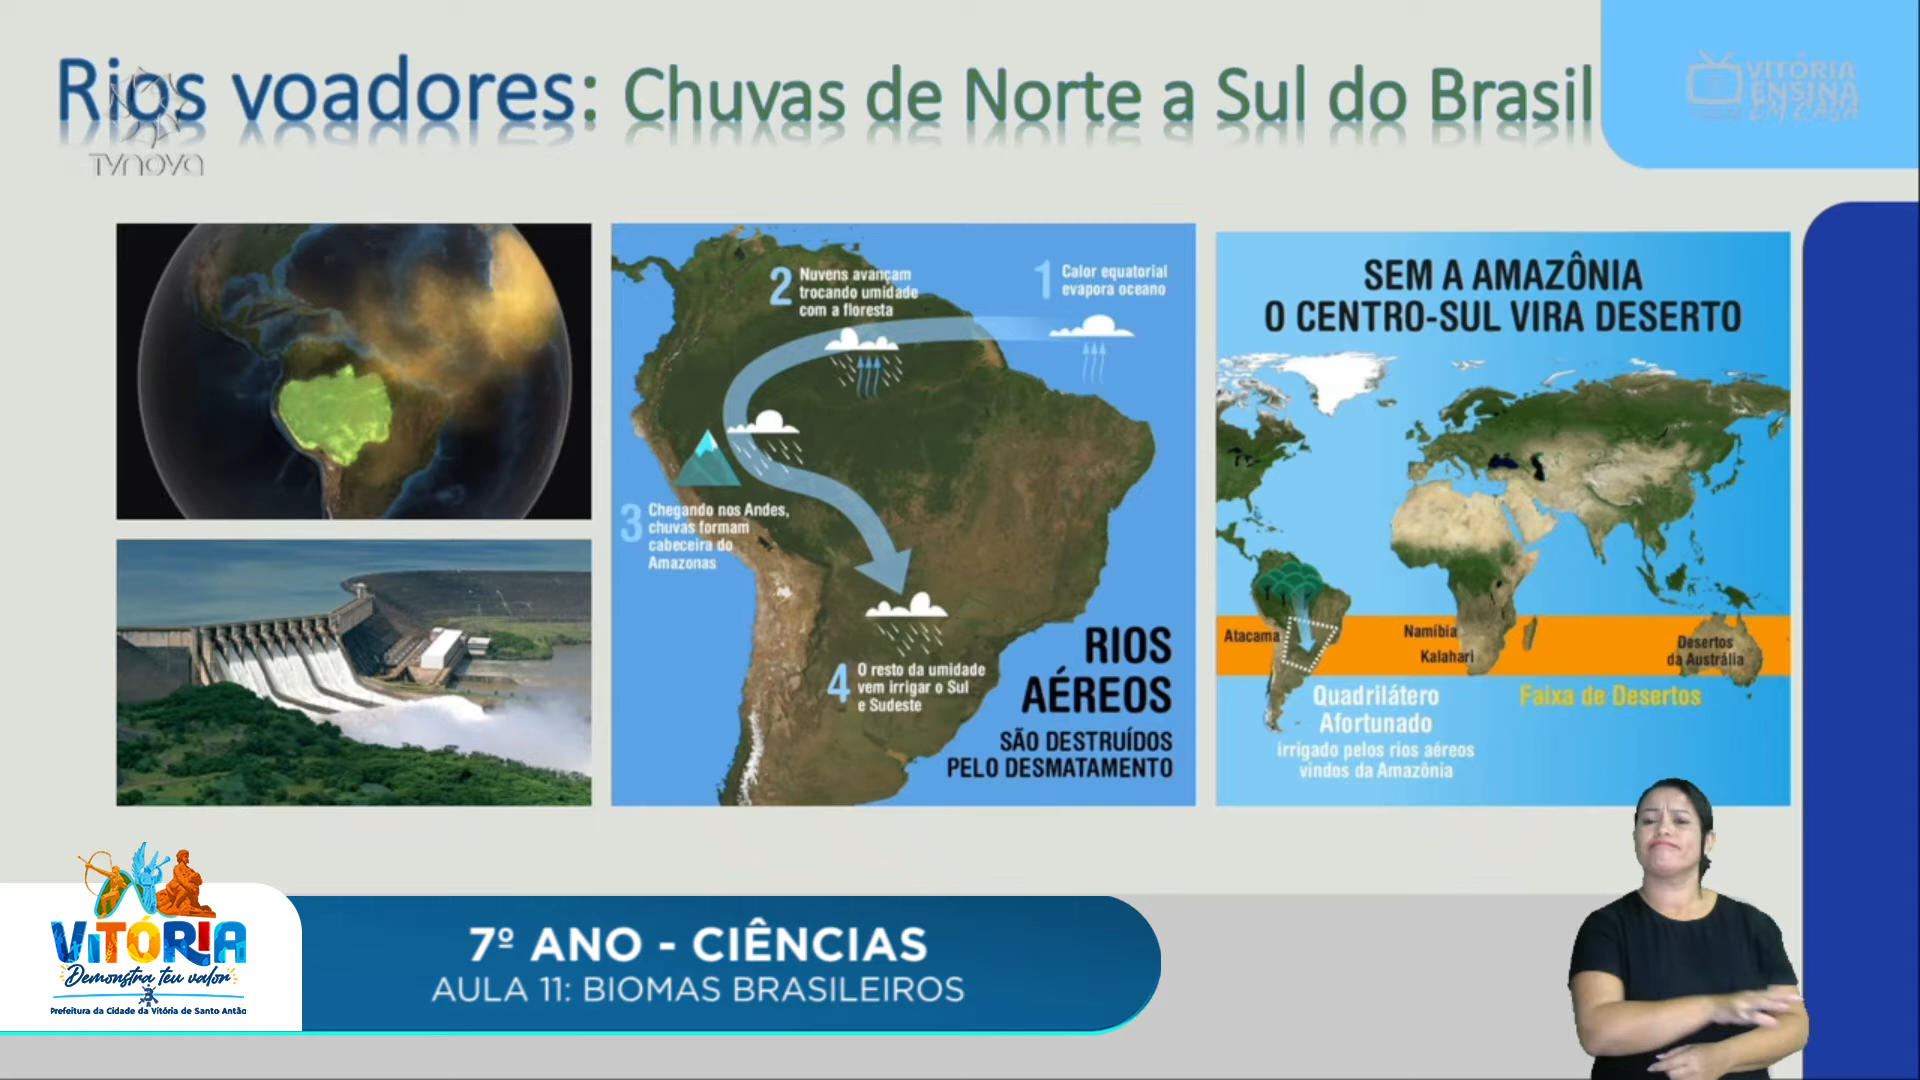 Rios voadores: Chuvas de Norte a Sul do Brasil
TVNOVA
VITÓRIA
ENSINA
EM CASA
2 Nuvens avançam
trocando umidade
com a floresta
1 Calor equatorial
evapora oceano
3 Chegando nos Andes,
chuvas formam
cabeceira do
Amazonas
4 O resto da umidade
vem irrigar o Sul
e Sudeste
RIOS
AÉREOS
SÃO DESTRUÍDOS
PELO DESMATAMENTO
SEM A AMAZÔNIA
O CENTRO-SUL VIRA DESERTO
Atacama
Namíbia
Kalahari
Desertos
da Austrália
Quadrilátero
Afortunado
irrigado pelos rios aéreos
vindos da Amazônia
Faixa de Desertos
VITÓRIA
Demonstra teu valor
Prefeitura da Cidade da Vitória de Santo Antão
7º ANO - CIÊNCIAS
AULA 11: BIOMAS BRASILEIROS